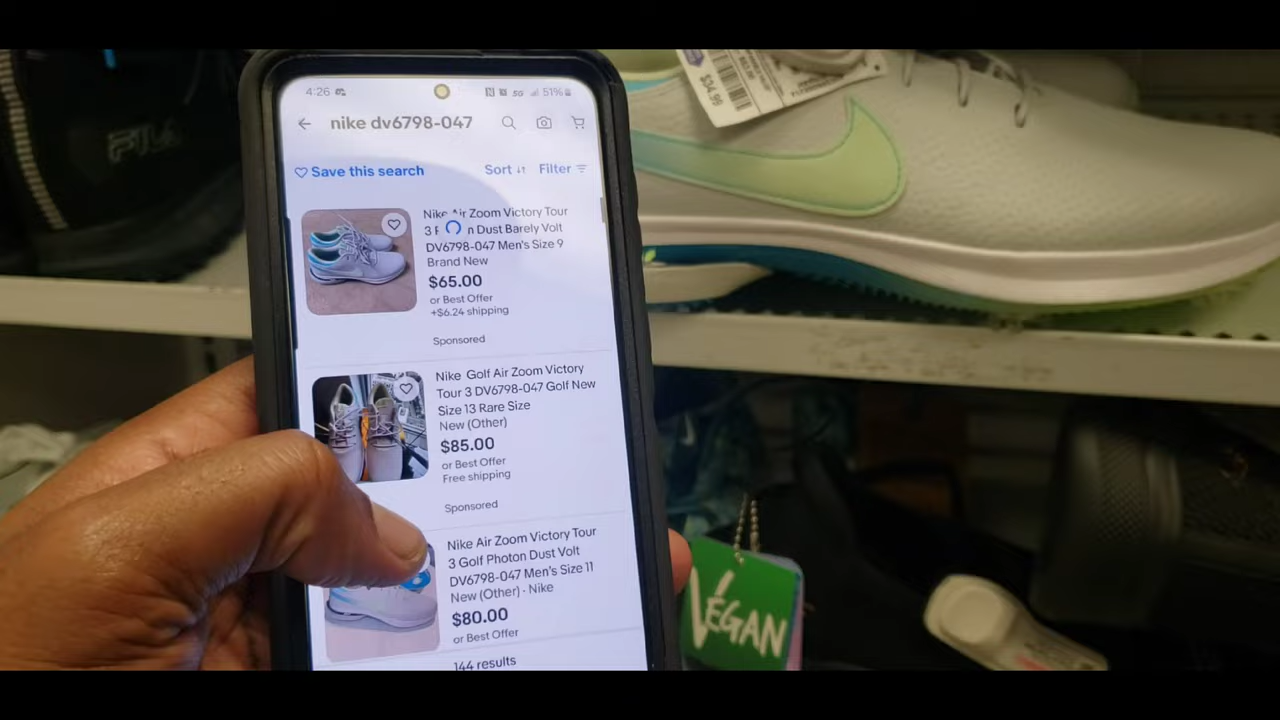 4:26
5G
51%
nike dv6798-047
Save this search
Sort
Filter
Nike Air Zoom Victory Tour
3 n Dust Barely Volt
DV6798-047 Men's Size 9
Brand New
$65.00
or Best Offer
+$6.24 shipping
Sponsored
Nike Golf Air Zoom Victory
Tour 3 DV6798-047 Golf New
Size 13 Rare Size
New (Other)
$85.00
or Best Offer
Free shipping
Sponsored
Nike Air Zoom Victory Tour
3 Golf Photon Dust Volt
DV6798-047 Men's Size 11
New (Other) · Nike
$80.00
or Best Offer
144 results
FILA
$34.99
VEGAN